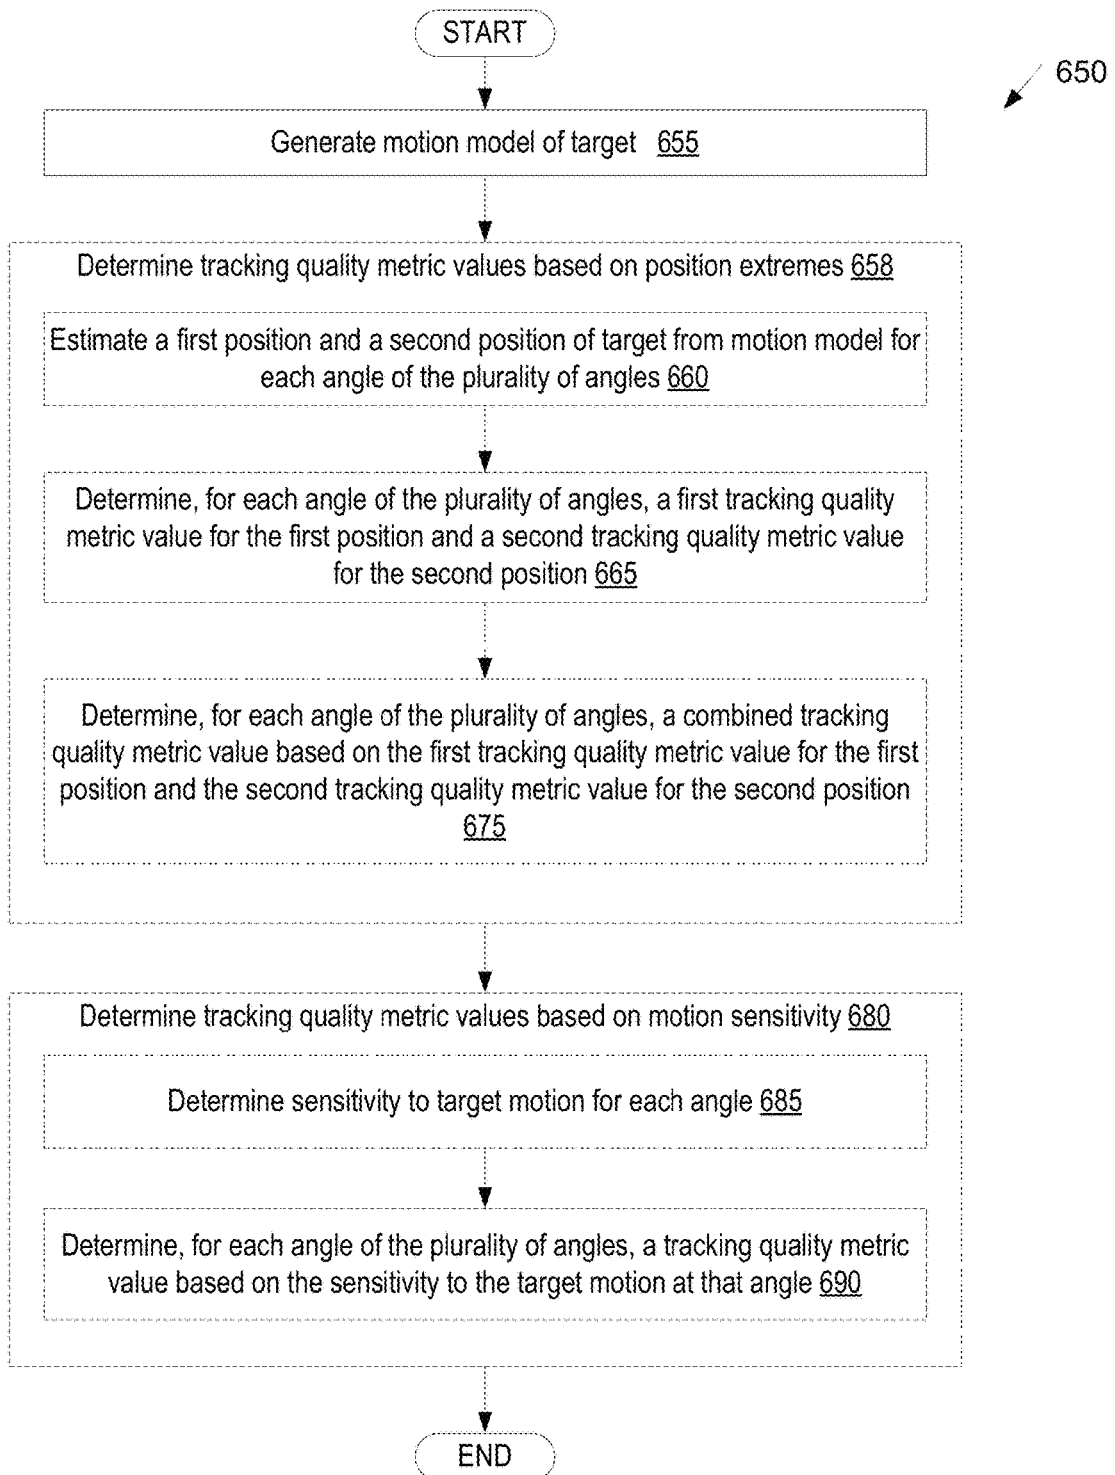 START
650
Generate motion model of target 655
Determine tracking quality metric values based on position extremes 658
Estimate a first position and a second position of target from motion model for
each angle of the plurality of angles 660
Determine, for each angle of the plurality of angles, a first tracking quality
metric value for the first position and a second tracking quality metric value
for the second position 665
Determine, for each angle of the plurality of angles, a combined tracking
quality metric value based on the first tracking quality metric value for the first
position and the second tracking quality metric value for the second position
675
Determine tracking quality metric values based on motion sensitivity 680
Determine sensitivity to target motion for each angle 685
Determine, for each angle of the plurality of angles, a tracking quality metric
value based on the sensitivity to the target motion at that angle 690
END